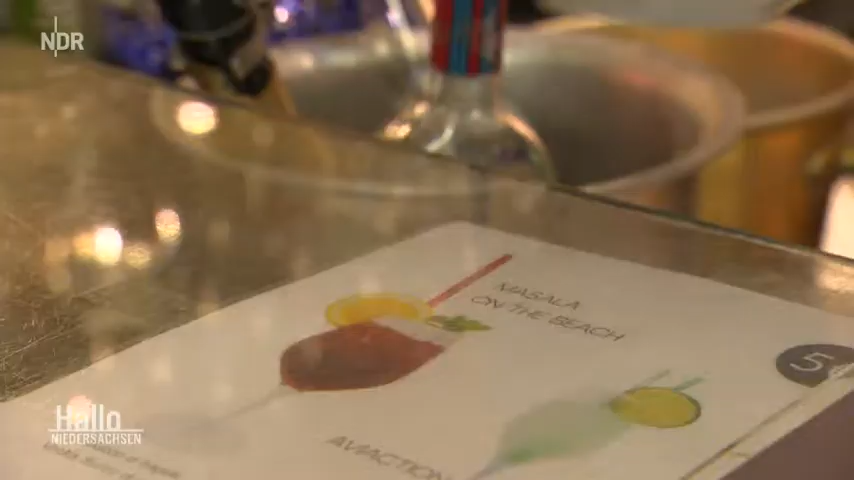 NDR
MASALA
ON THE BEACH
5€
AVIACTION
Hallo
NIEDERSACHSEN